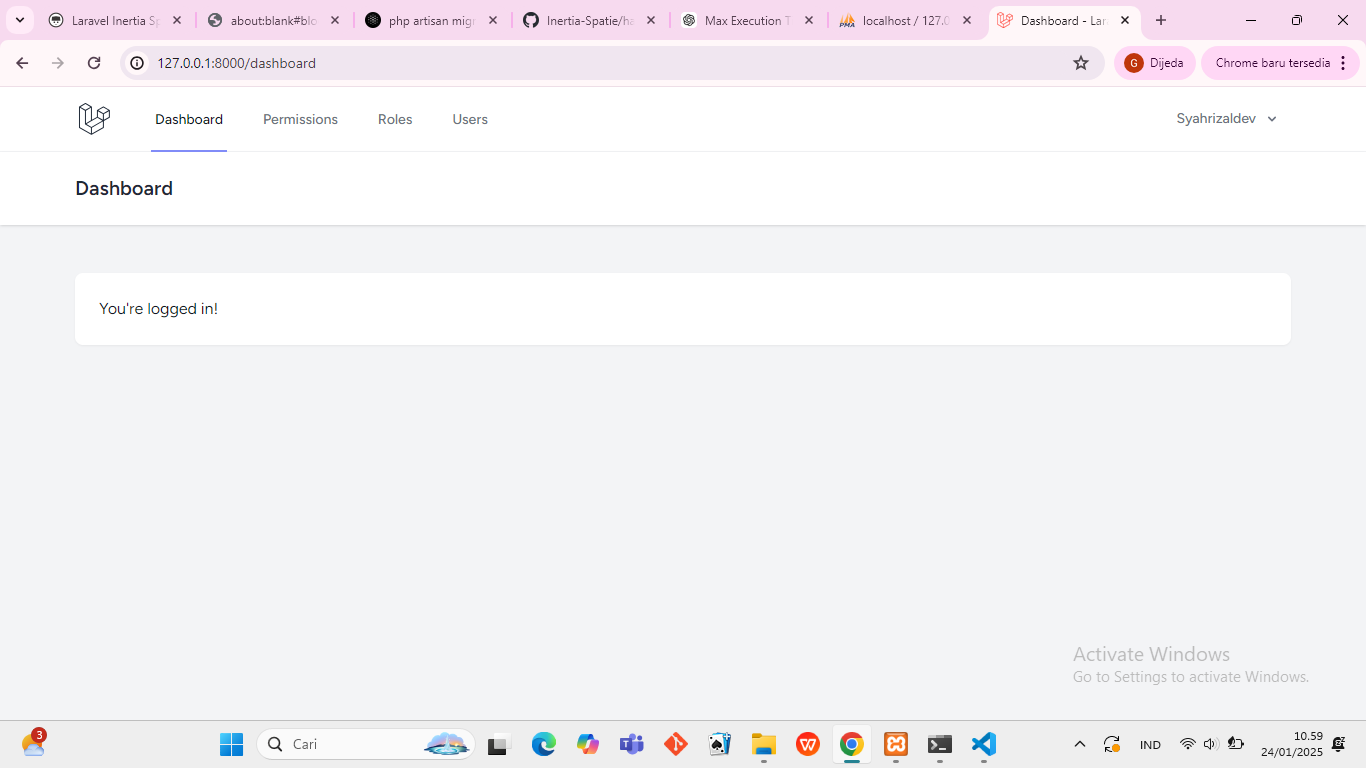 Laravel Inertia Sp
about:blank#blo
php artisan migr
Inertia-Spatie/ha
Max Execution T
localhost / 127.0
Dashboard - Lar
127.0.0.1:8000/dashboard
G
Dijeda
Chrome baru tersedia
Dashboard
Permissions
Roles
Users
Syahrizaldev
Dashboard
You're logged in!
Activate Windows
Go to Settings to activate Windows.
3
Cari
IND
10.59
24/01/2025